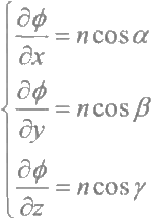 ∂ϕ/∂x = n cos α
∂ϕ/∂y = n cos β
∂ϕ/∂z = n cos γ